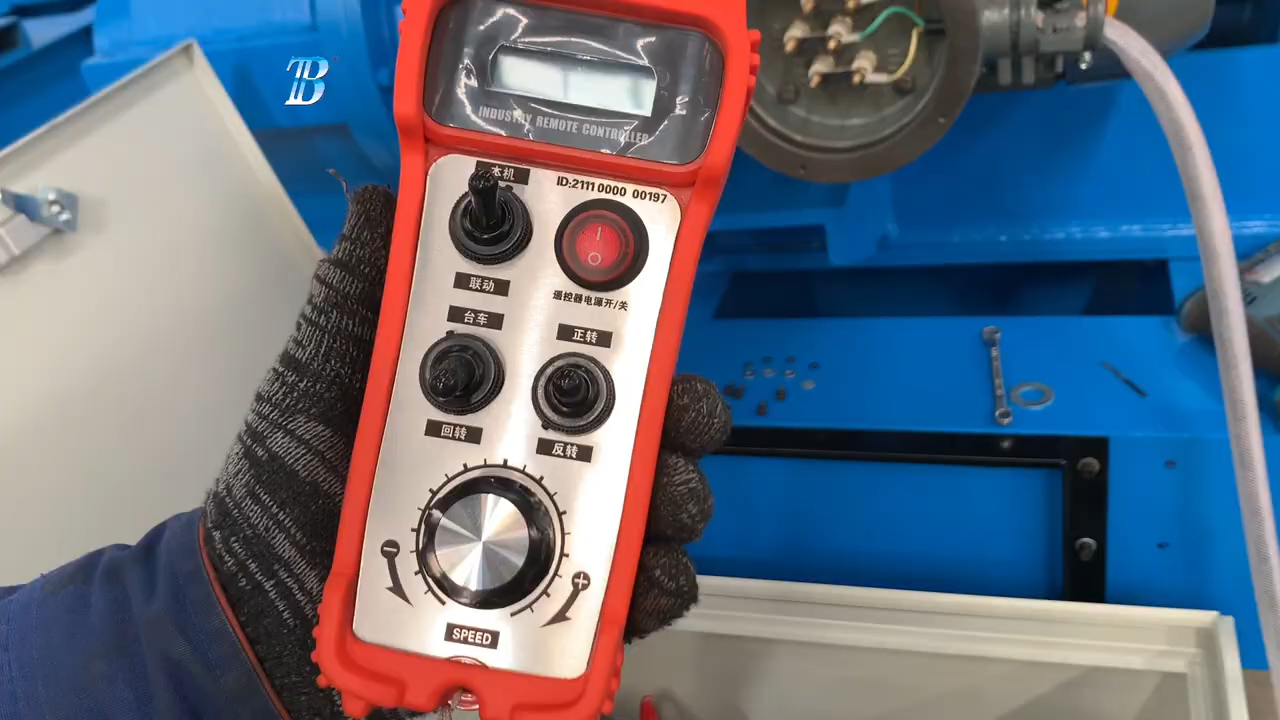 TB
INDUSTRY REMOTE CONTROLLER
本机
ID:2111 0000 00197
联动
遥控器电源开/关
台车
正转
回转
反转
SPEED